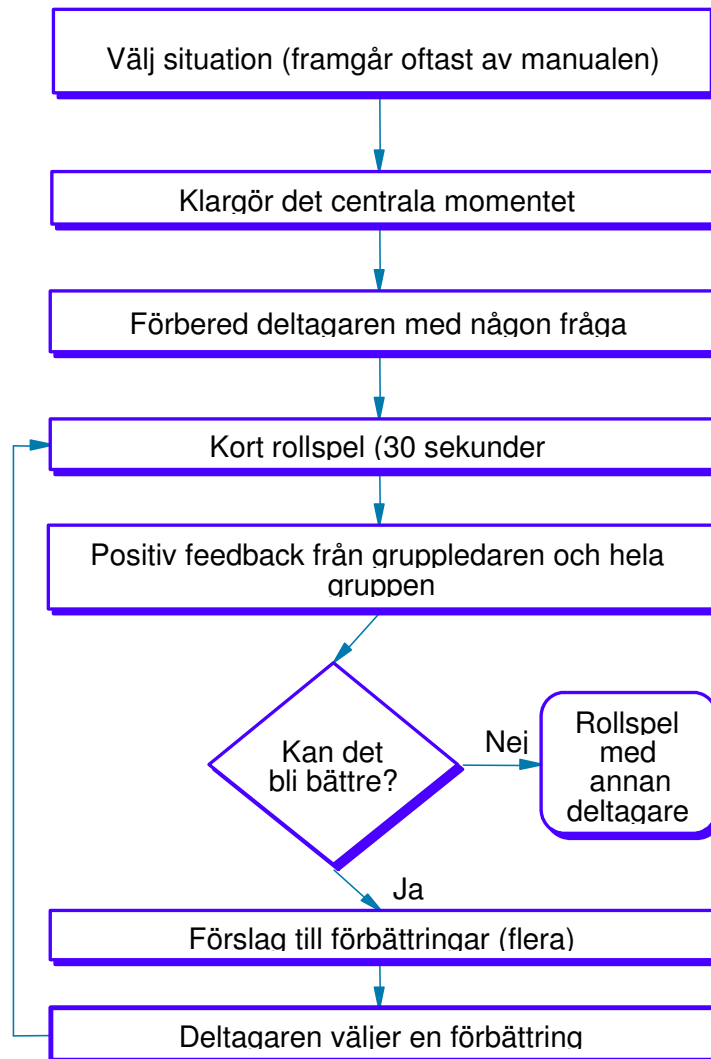 Välj situation (framgår oftast av manualen)
Klargör det centrala momentet
Förbered deltagaren med någon fråga
Kort rollspel (30 sekunder
Positiv feedback från gruppledaren och hela
gruppen
Kan det
bli bättre?
Nej
Rollspel
med
annan
deltagare
Ja
Förslag till förbättringar (flera)
Deltagaren väljer en förbättring